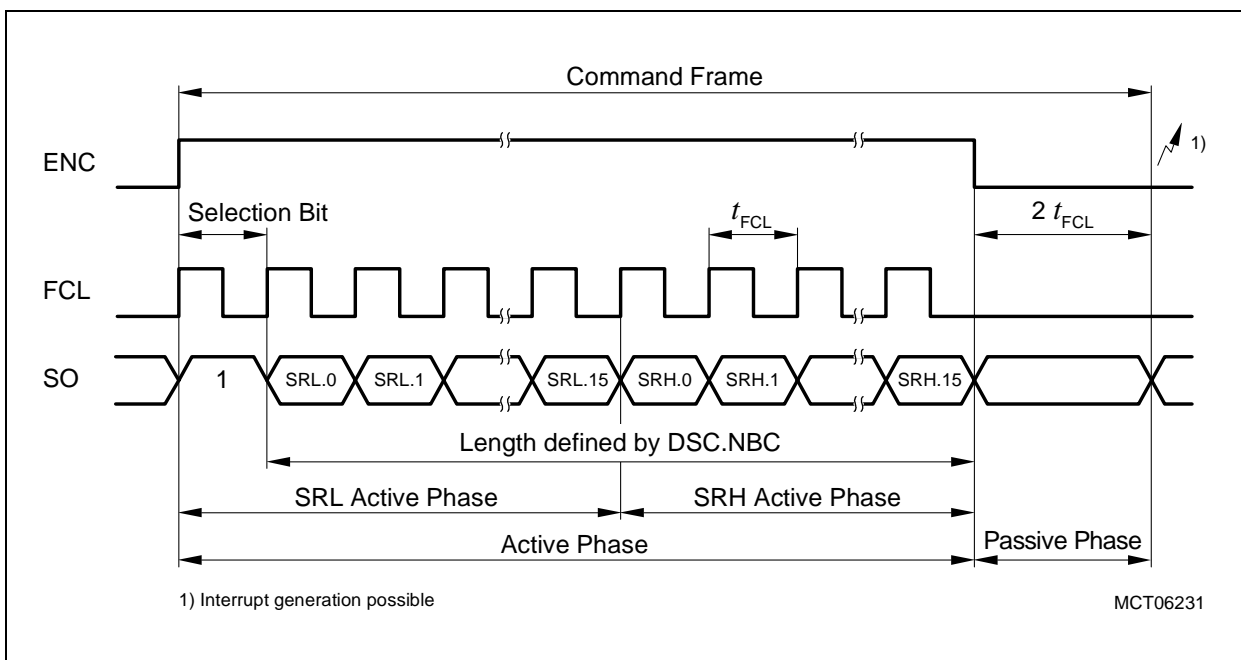 Command Frame
ENC
1)
Selection Bit
t FCL
2 t FCL
FCL
SO
1
SRL.0
SRL.1
SRL.15
SRH.0
SRH.1
SRH.15
Length defined by DSC.NBC
SRL Active Phase
SRH Active Phase
Active Phase
Passive Phase
1) Interrupt generation possible
MCT06231